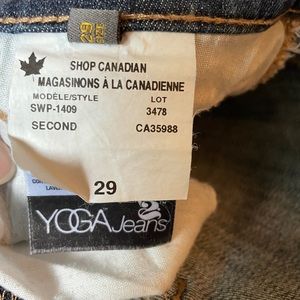 SHOP CANADIAN
MAGASINONS À LA CANADIENNE
MODÈLE/STYLE LOT
SWP-1409 3478
SECOND CA35988
29
YOGA Jeans